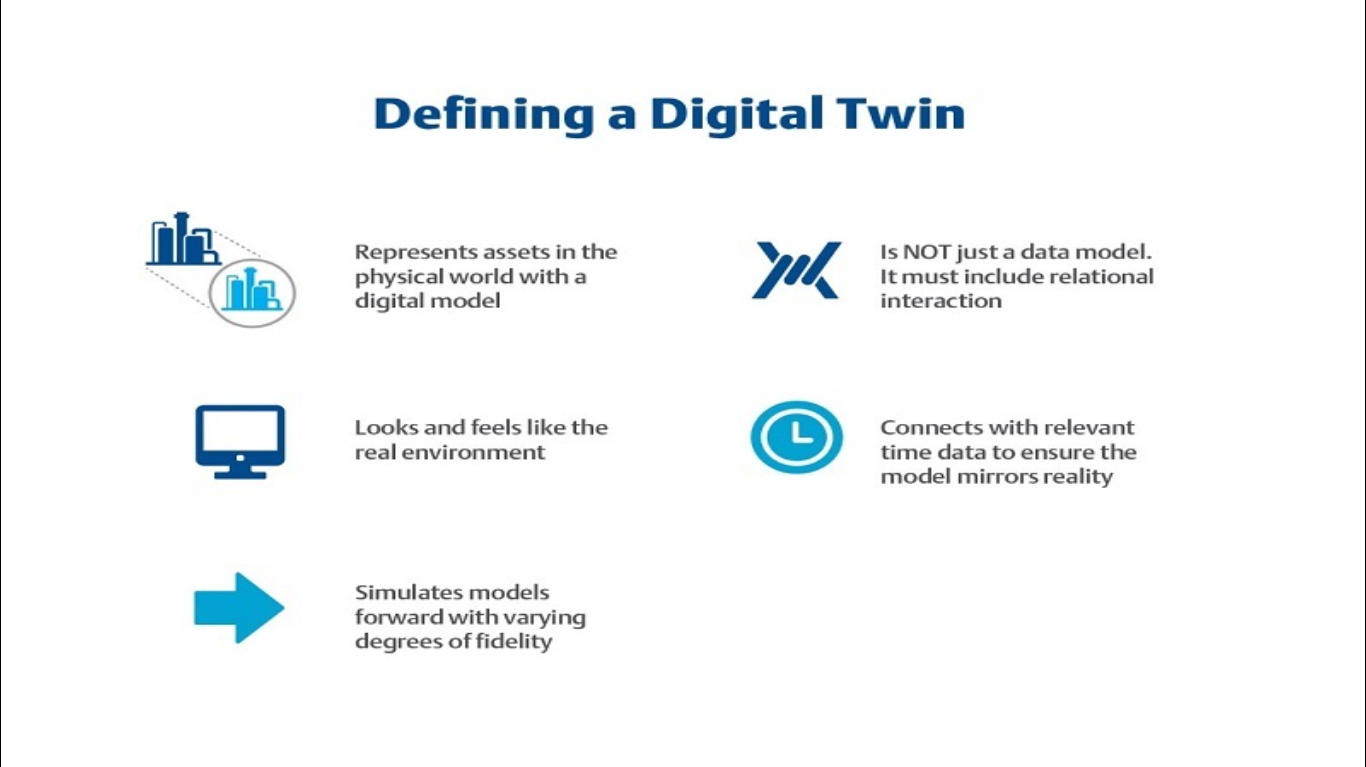 Defining a Digital Twin
Represents assets in the
physical world with a
digital model
Is NOT just a data model.
It must include relational
interaction
Looks and feels like the
real environment
Connects with relevant
time data to ensure the
model mirrors reality
Simulates models
forward with varying
degrees of fidelity